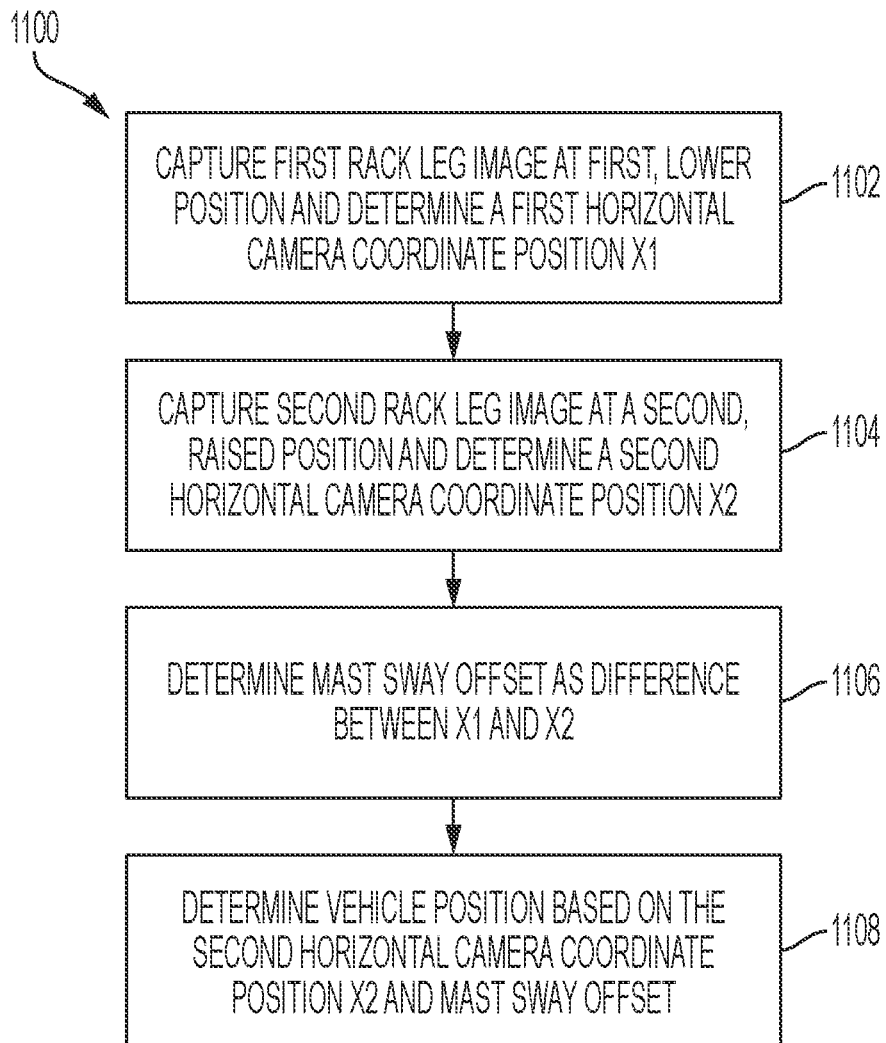 1100
CAPTURE FIRST RACK LEG IMAGE AT FIRST, LOWER
POSITION AND DETERMINE A FIRST HORIZONTAL
CAMERA COORDINATE POSITION X1
1102
CAPTURE SECOND RACK LEG IMAGE AT A SECOND,
RAISED POSITION AND DETERMINE A SECOND
HORIZONTAL CAMERA COORDINATE POSITION X2
1104
DETERMINE MAST SWAY OFFSET AS DIFFERENCE
BETWEEN X1 AND X2
1106
DETERMINE VEHICLE POSITION BASED ON THE
SECOND HORIZONTAL CAMERA COORDINATE
POSITION X2 AND MAST SWAY OFFSET
1108